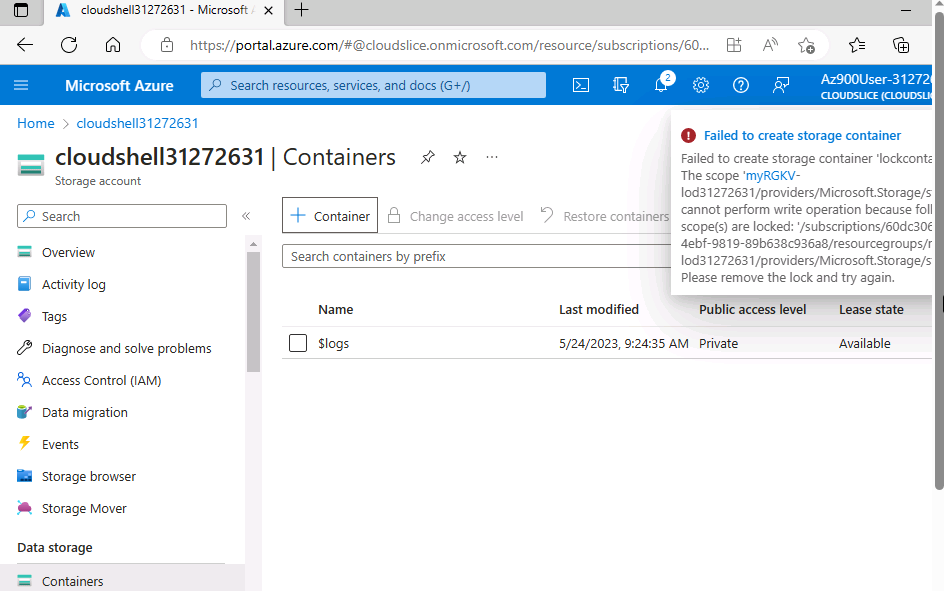 cloudshell31272631 - Microsoft
https://portal.azure.com/#@cloudslice.onmicrosoft.com/resource/subscriptions/60...
Microsoft Azure
Search resources, services, and docs (G+/)
2
Az900User-31272
CLOUDSLICE (CLOUDSLI
Home > cloudshell31272631
cloudshell31272631 | Containers
Storage account
Failed to create storage container
Failed to create storage container 'lockconta
The scope 'myRGKV-
lod31272631/providers/Microsoft.Storage/s
cannot perform write operation because foll
scope(s) are locked: '/subscriptions/60dc306
4ebf-9819-89b638c936a8/resourcegroups/r
lod31272631/providers/Microsoft.Storage/s
Please remove the lock and try again.
Search
Overview
Activity log
Tags
Diagnose and solve problems
Access Control (IAM)
Data migration
Events
Storage browser
Storage Mover
Data storage
Containers
Container
Change access level
Restore containers
Search containers by prefix
Name Last modified Public access level Lease state
$logs 5/24/2023, 9:24:35 AM Private Available